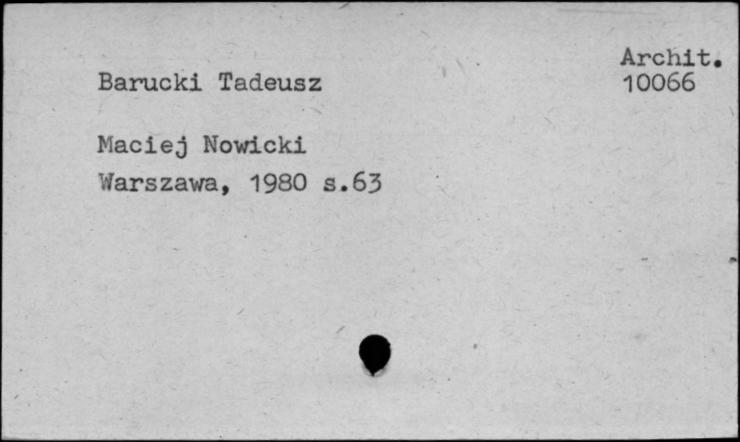 Archit.
10066
Barucki Tadeusz
Maciej Nowicki
Warszawa, 1980 s.63